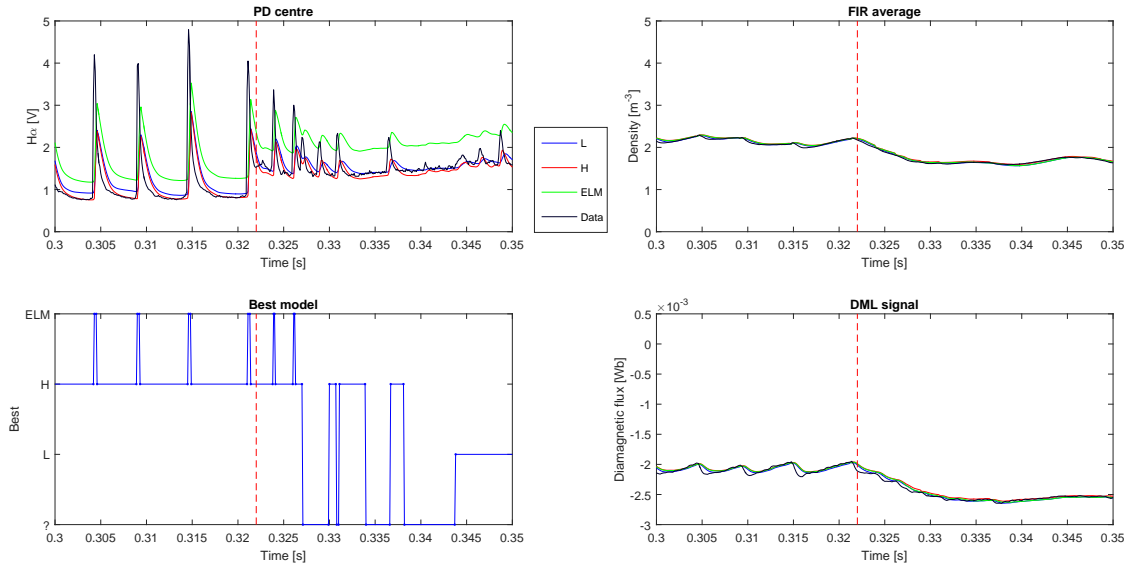 PD centre
5
4
3
2
1
0
Hα [V]
0.3 0.305 0.31 0.315 0.32 0.325 0.33 0.335 0.34 0.345 0.35
Time [s]
L
H
ELM
Data
FIR average
5
4
3
2
1
0
Density [m⁻³]
0.3 0.305 0.31 0.315 0.32 0.325 0.33 0.335 0.34 0.345 0.35
Time [s]
Best model
ELM
H
L
?
Best
0.3 0.305 0.31 0.315 0.32 0.325 0.33 0.335 0.34 0.345 0.35
Time [s]
DML signal
×10⁻³
0.5
0
-0.5
-1
-1.5
-2
-2.5
-3
Diamagnetic flux [Wb]
0.3 0.305 0.31 0.315 0.32 0.325 0.33 0.335 0.34 0.345 0.35
Time [s]